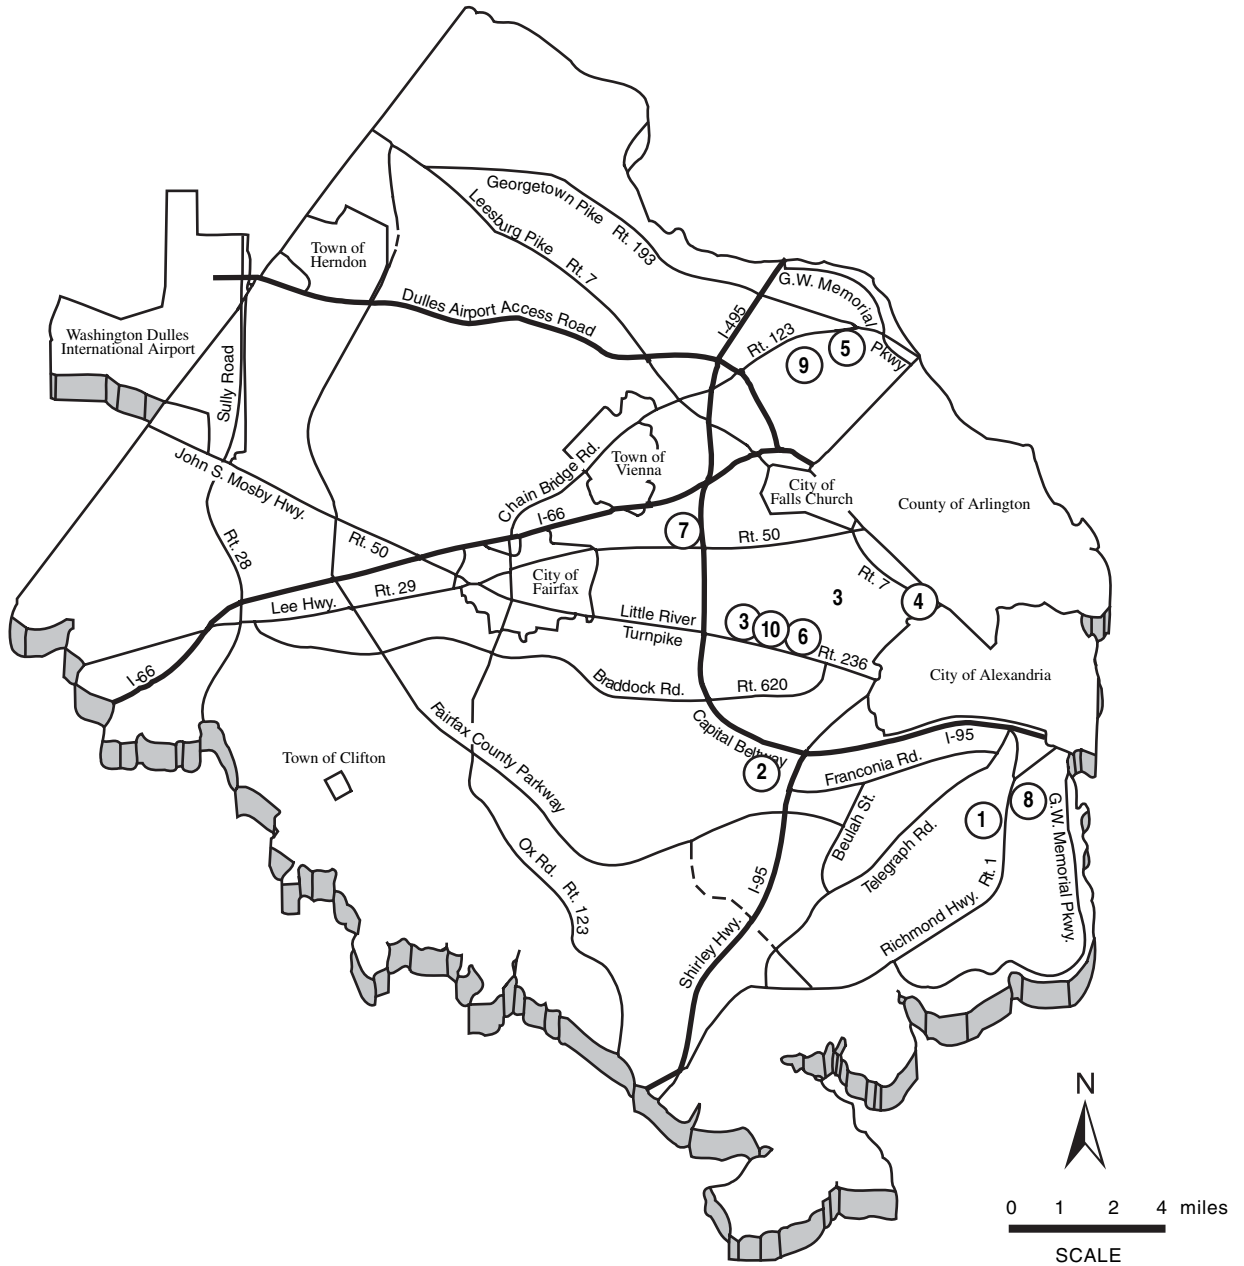 Georgetown Pike Rt. 193
Leesburg Pike Rt. 7
Town of
Herndon
G.W. Memorial
Pkwy
Dulles Airport Access Road
I-495
Rt. 123
Washington Dulles
International Airport
5
9
Sully Road
John S. Mosby Hwy.
Rt. 50
Chain Bridge Rd.
Town of
Vienna
City of
Falls Church
County of Arlington
I-66
7
Rt. 50
Rt. 28
City of
Fairfax
Rt. 7
Lee Hwy.
Rt. 29
3
4
Little River
Turnpike
3
10
6
Rt. 236
I-66
Braddock Rd.
Rt. 620
City of Alexandria
Fairfax County Parkway
Capital Beltway
I-95
Town of Clifton
2
Franconia Rd.
8
1
Beulah St.
Telegraph Rd.
G.W. Memorial Pkwy.
Ox Rd. Rt. 123
I-95
Rt. 1
Richmond Hwy.
Shirley Hwy.
N
0 1 2 4 miles
SCALE